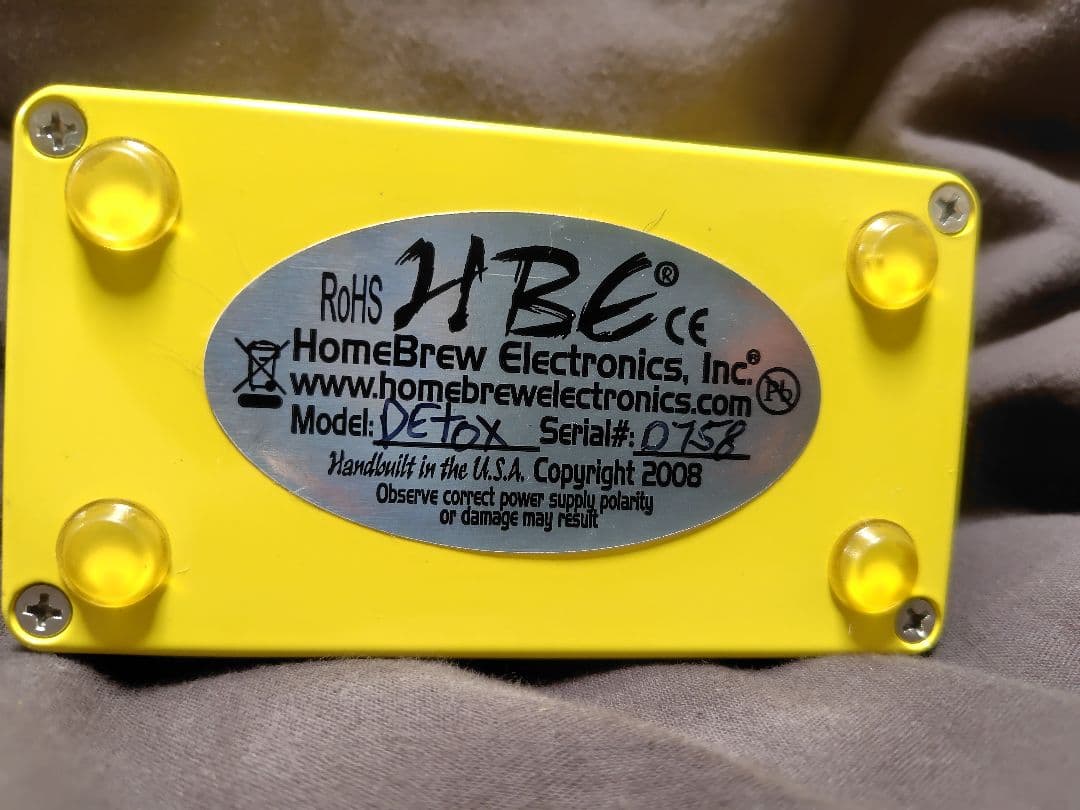 RoHS HBE® CE
HomeBrew Electronics, Inc.®
www.homebrewelectronics.com Pb
Model: DEtox Serial#: 0758
Handbuilt in the U.S.A. Copyright 2008
Observe correct power supply polarity
or damage may result